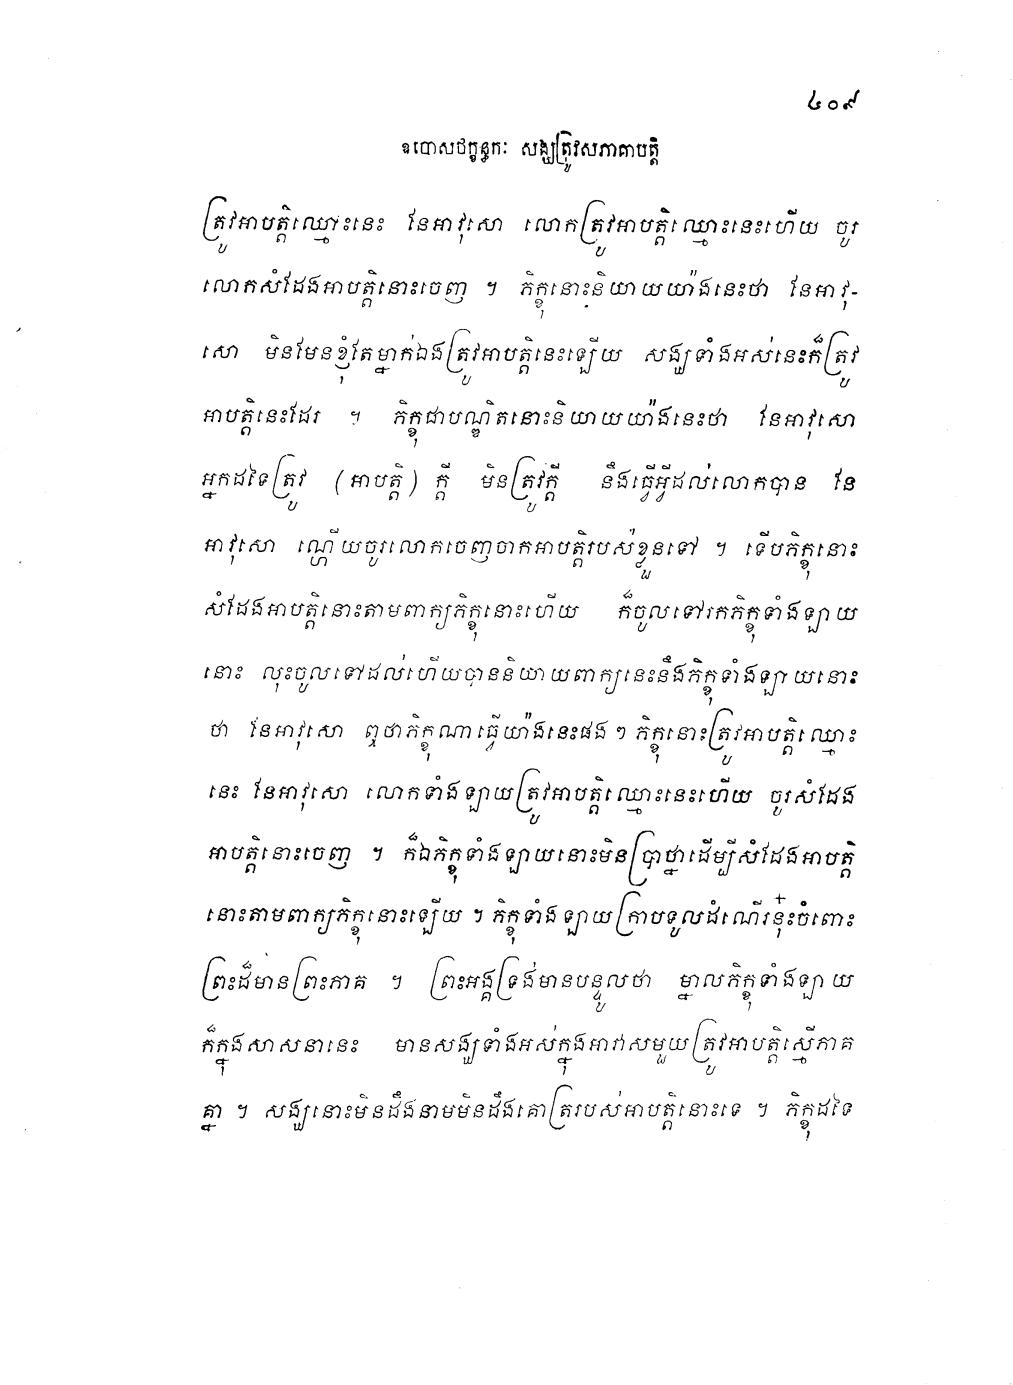 ៤០៩
ឧបោសថក្ខន្ធកៈ សង្ឃត្រូវសភាគាបត្តិ
ត្រូវអាបត្តិឈ្មោះនេះ នែអាវុសោ លោកត្រូវអាបត្តិឈ្មោះនេះហើយ ចូរ
លោកសំដែងអាបត្តិនោះចេញ ។ ភិក្ខុនោះនិយាយយ៉ាងនេះថា នែអាវុ-
សោ មិនមែនខ្ញុំតែម្នាក់ឯងត្រូវអាបត្តិនេះឡើយ សង្ឃទាំងអស់នេះក៏ត្រូវ
អាបត្តិនេះដែរ ។ ភិក្ខុជាបណ្ឌិតនោះនិយាយយ៉ាងនេះថា នែអាវុសោ
អ្នកដទៃត្រូវ (អាបត្តិ) ក្តី មិនត្រូវក្តី នឹងធ្វើអ្វីដល់លោកបាន នែ
អាវុសោ ណ្ហើយចូរលោកចេញចាកអាបត្តិរបស់ខ្លួនទៅ ។ ទើបភិក្ខុនោះ
សំដែងអាបត្តិនោះតាមពាក្យភិក្ខុនោះហើយ ក៏ចូលទៅរកភិក្ខុទាំងឡាយ
នោះ លុះចូលទៅដល់ហើយបាននិយាយពាក្យនេះនឹងភិក្ខុទាំងឡាយនោះ
ថា នែអាវុសោ ឮថាភិក្ខុណាធ្វើយ៉ាងនេះផងៗ ភិក្ខុនោះត្រូវអាបត្តិឈ្មោះ
នេះ នែអាវុសោ លោកទាំងឡាយត្រូវអាបត្តិឈ្មោះនេះហើយ ចូរសំដែង
អាបត្តិនោះចេញ ។ ក៏ឯភិក្ខុទាំងឡាយនោះមិនប្រាថ្នាដើម្បីសំដែងអាបត្តិ
នោះតាមពាក្យភិក្ខុនោះឡើយ ។ ភិក្ខុទាំងឡាយក្រាបទូលដំណើរនុ៎ះចំពោះ
ព្រះដ៏មានព្រះភាគ ។ ព្រះអង្គទ្រង់មានបន្ទូលថា ម្នាលភិក្ខុទាំងឡាយ
ក៏ក្នុងសាសនានេះ មានសង្ឃទាំងអស់ក្នុងអាវាសមួយត្រូវអាបត្តិស្មើភាគ
គ្នា ។ សង្ឃនោះមិនដឹងនាមមិនដឹងគោត្ររបស់អាបត្តិនោះទេ ។ ភិក្ខុដទៃ